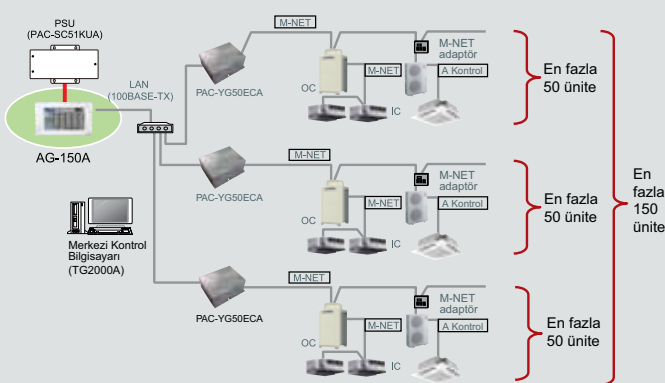 PSU
(PAC-SC51KUA)
LAN
(100BASE-TX)
AG-150A
Merkezi Kontrol
Bilgisayarı
(TG2000A)
M-NET
PAC-YG50ECA
OC
M-NET
IC
M-NET
adaptör
A Kontrol
En fazla
50 ünite
M-NET
PAC-YG50ECA
OC
M-NET
IC
M-NET
adaptör
A Kontrol
En fazla
50 ünite
M-NET
PAC-YG50ECA
OC
M-NET
IC
M-NET
adaptör
A Kontrol
En fazla
50 ünite
En
fazla
150
ünite